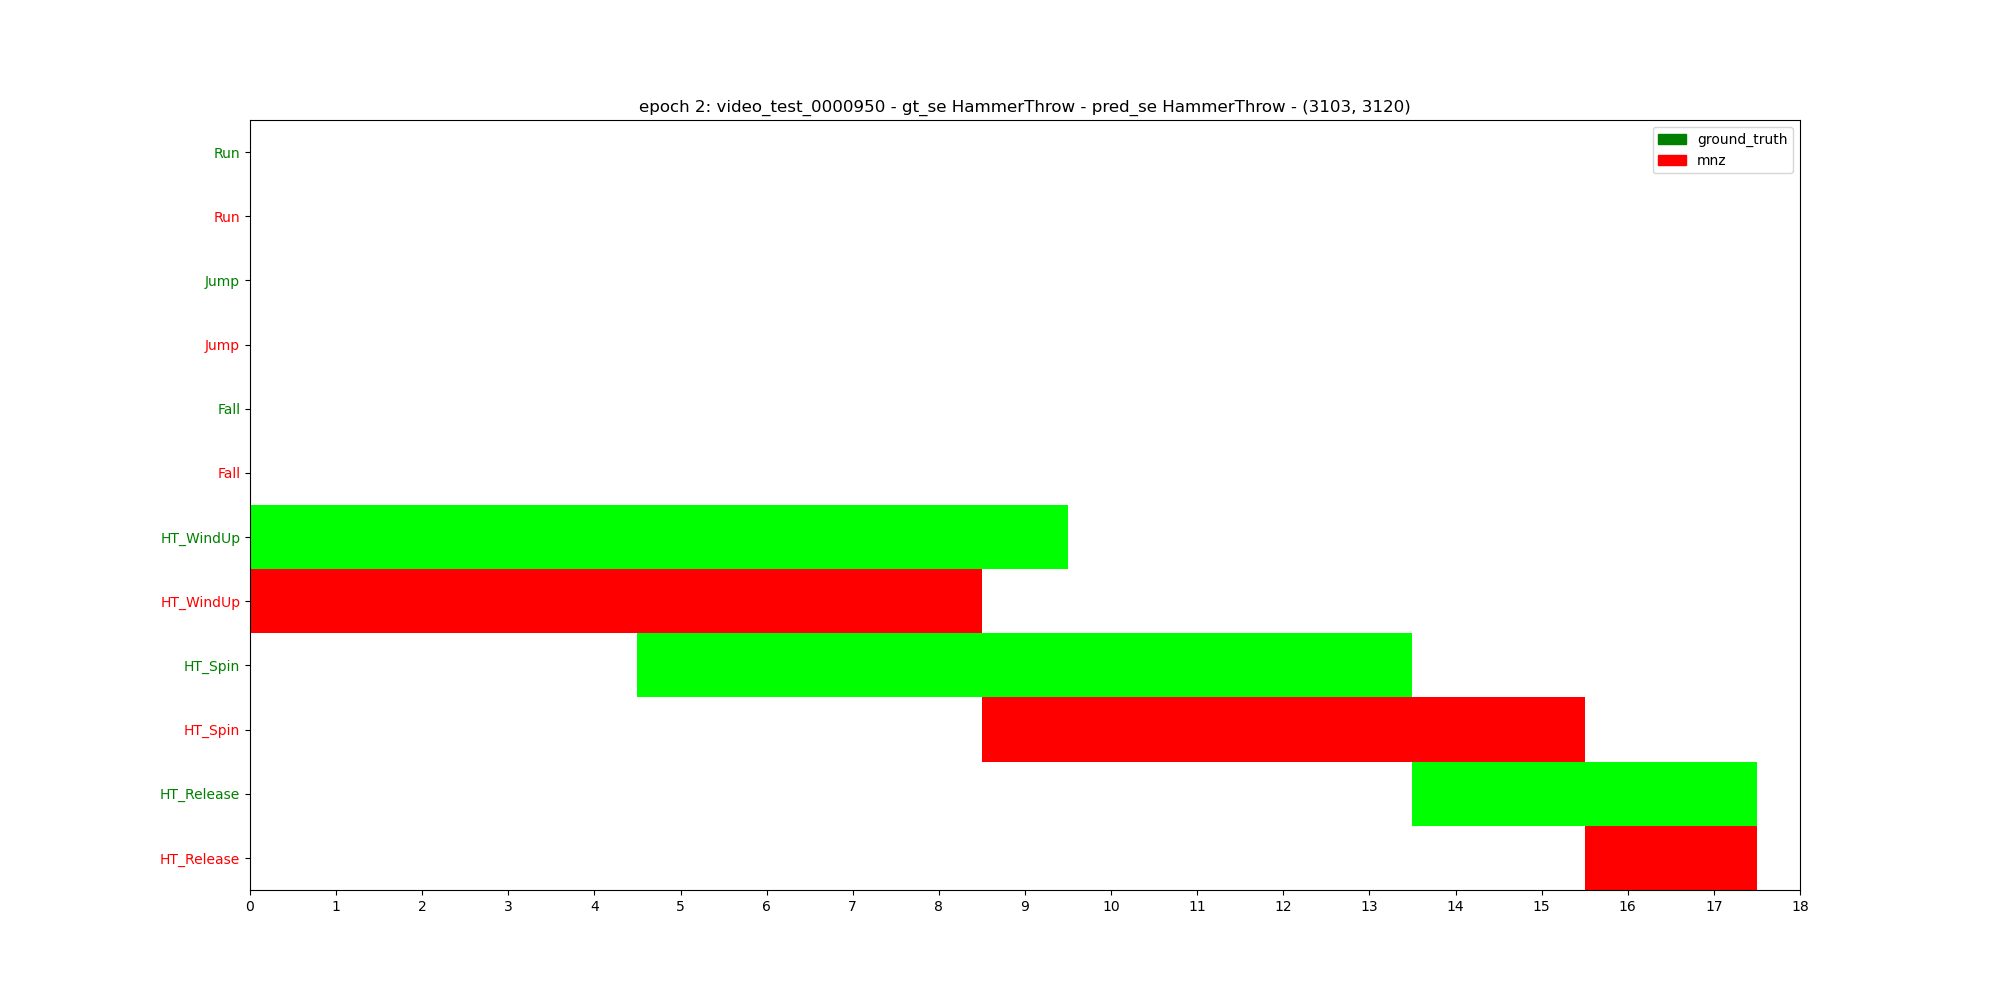 epoch 2: video_test_0000950 - gt_se HammerThrow - pred_se HammerThrow - (3103, 3120)
ground_truth
mnz
Run
Run
Jump
Jump
Fall
Fall
HT_WindUp
HT_WindUp
HT_Spin
HT_Spin
HT_Release
HT_Release
0 1 2 3 4 5 6 7 8 9 10 11 12 13 14 15 16 17 18